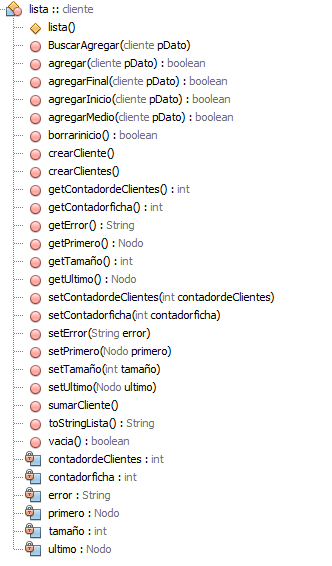 lista :: cliente
lista()
BuscarAgregar(cliente pDato)
agregar(cliente pDato) : boolean
agregarFinal(cliente pDato) : boolean
agregarInicio(cliente pDato) : boolean
agregarMedio(cliente pDato) : boolean
borrarinicio() : boolean
crearCliente()
crearClientes()
getContadordeClientes() : int
getContadorficha() : int
getError() : String
getPrimero() : Nodo
getTamaño() : int
getUltimo() : Nodo
setContadordeClientes(int contadordeClientes)
setContadorficha(int contadorficha)
setError(String error)
setPrimero(Nodo primero)
setTamaño(int tamaño)
setUltimo(Nodo ultimo)
sumarCliente()
toStringLista() : String
vacia() : boolean
contadordeClientes : int
contadorficha : int
error : String
primero : Nodo
tamaño : int
ultimo : Nodo